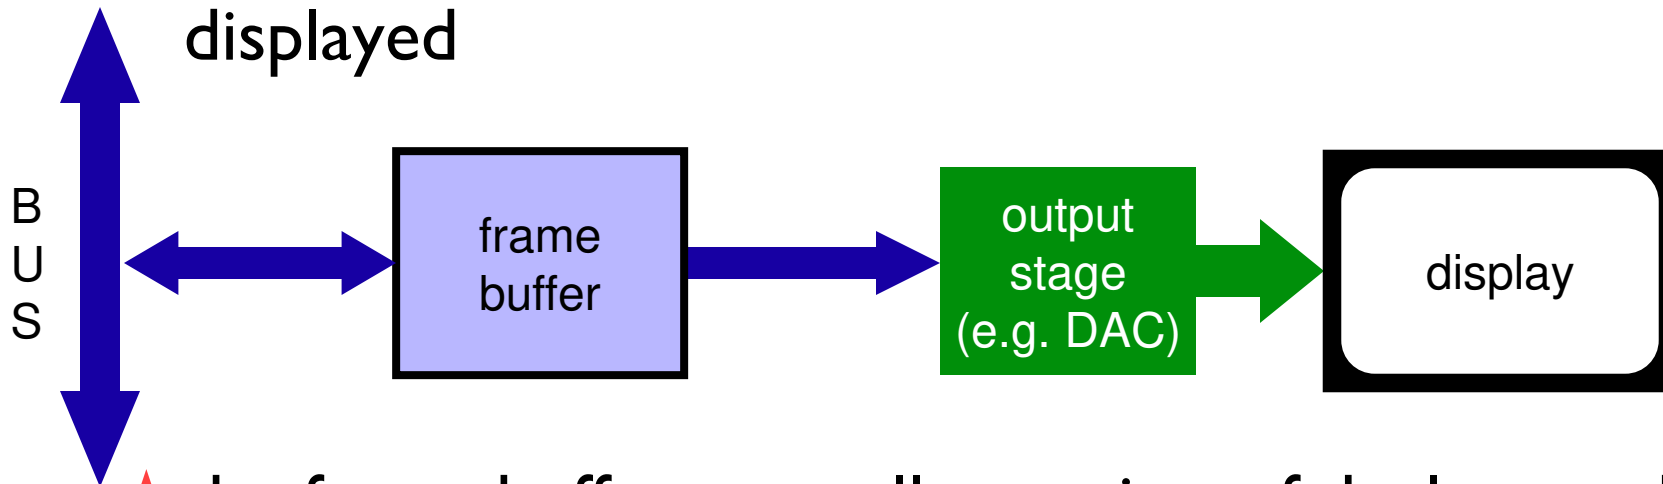 displayed
B
U
S
frame
buffer
output
stage
(e.g. DAC)
display